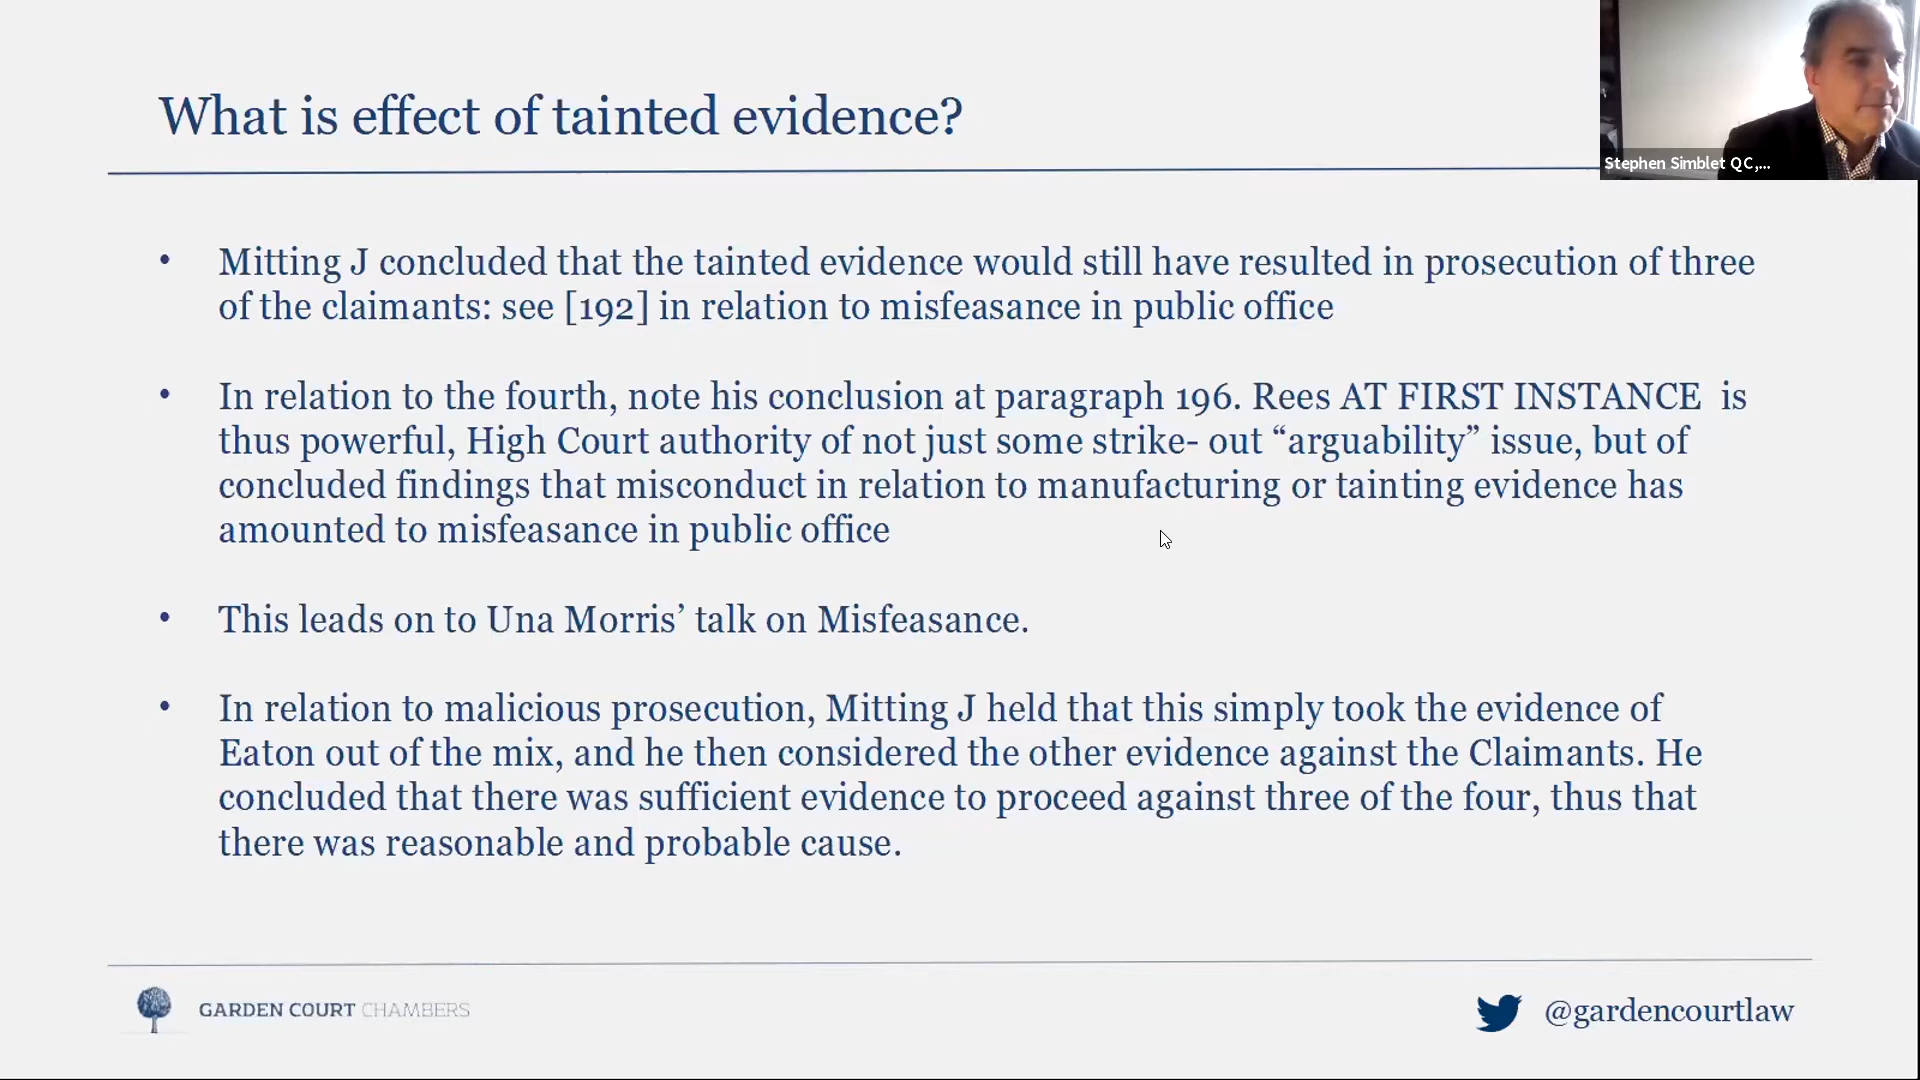 Stephen Simblet QC,...
What is effect of tainted evidence?
• Mitting J concluded that the tainted evidence would still have resulted in prosecution of three
of the claimants: see [192] in relation to misfeasance in public office
• In relation to the fourth, note his conclusion at paragraph 196. Rees AT FIRST INSTANCE is
thus powerful, High Court authority of not just some strike- out “arguability” issue, but of
concluded findings that misconduct in relation to manufacturing or tainting evidence has
amounted to misfeasance in public office
• This leads on to Una Morris’ talk on Misfeasance.
• In relation to malicious prosecution, Mitting J held that this simply took the evidence of
Eaton out of the mix, and he then considered the other evidence against the Claimants. He
concluded that there was sufficient evidence to proceed against three of the four, thus that
there was reasonable and probable cause.
GARDEN COURT CHAMBERS
@gardencourtlaw